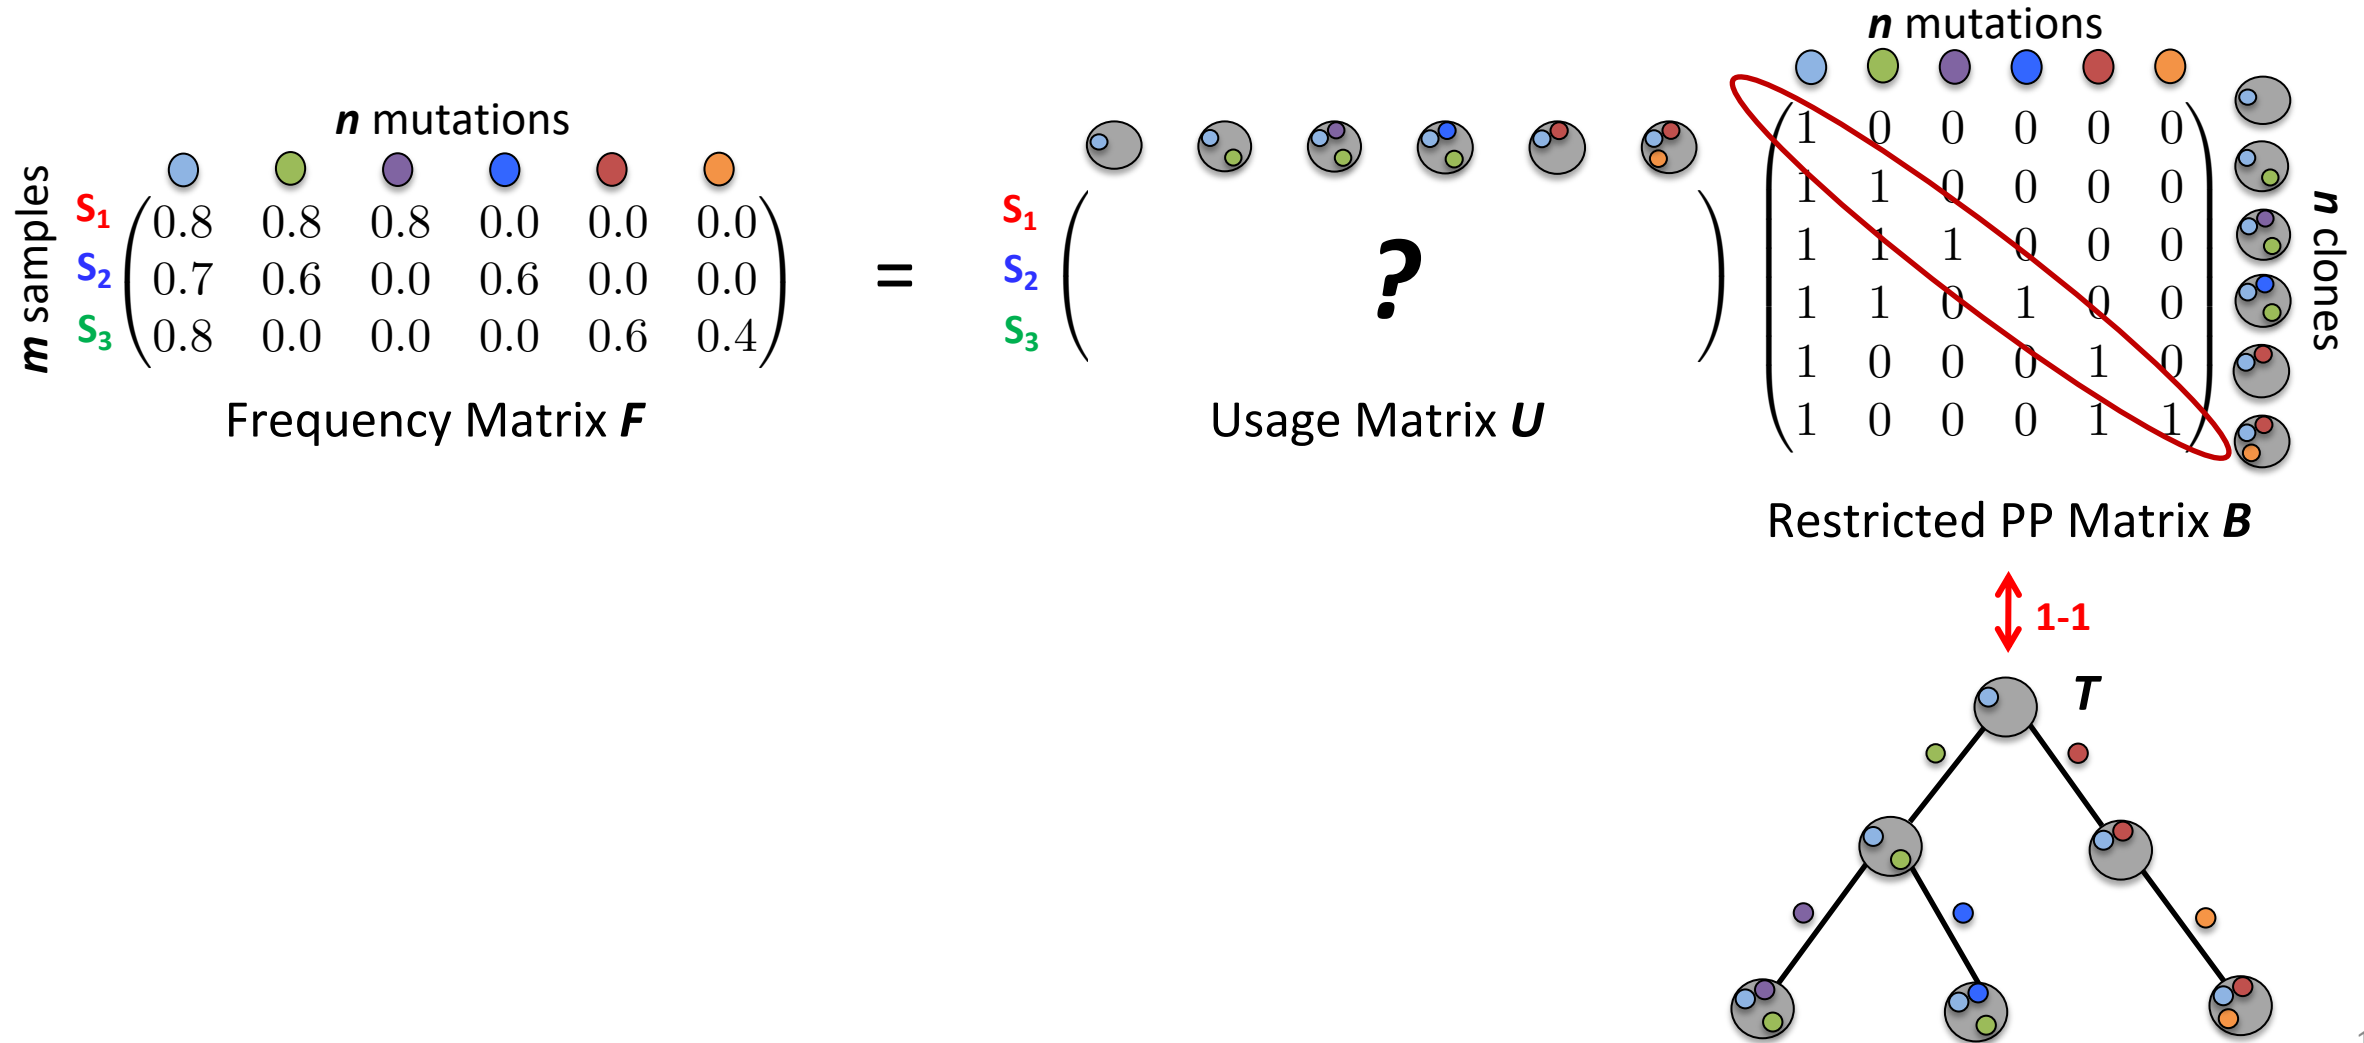 n mutations
n mutations
m samples
S1
S2
S3
0.8 0.8 0.8 0.0 0.0 0.0
0.7 0.6 0.0 0.6 0.0 0.0
0.8 0.0 0.0 0.0 0.6 0.4
=
S1
S2
S3
?
1 0 0 0 0 0
1 1 0 0 0 0
1 1 1 0 0 0
1 1 0 1 0 0
1 0 0 0 1 0
1 0 0 0 1 1
n clones
Frequency Matrix F
Usage Matrix U
Restricted PP Matrix B
1-1
T